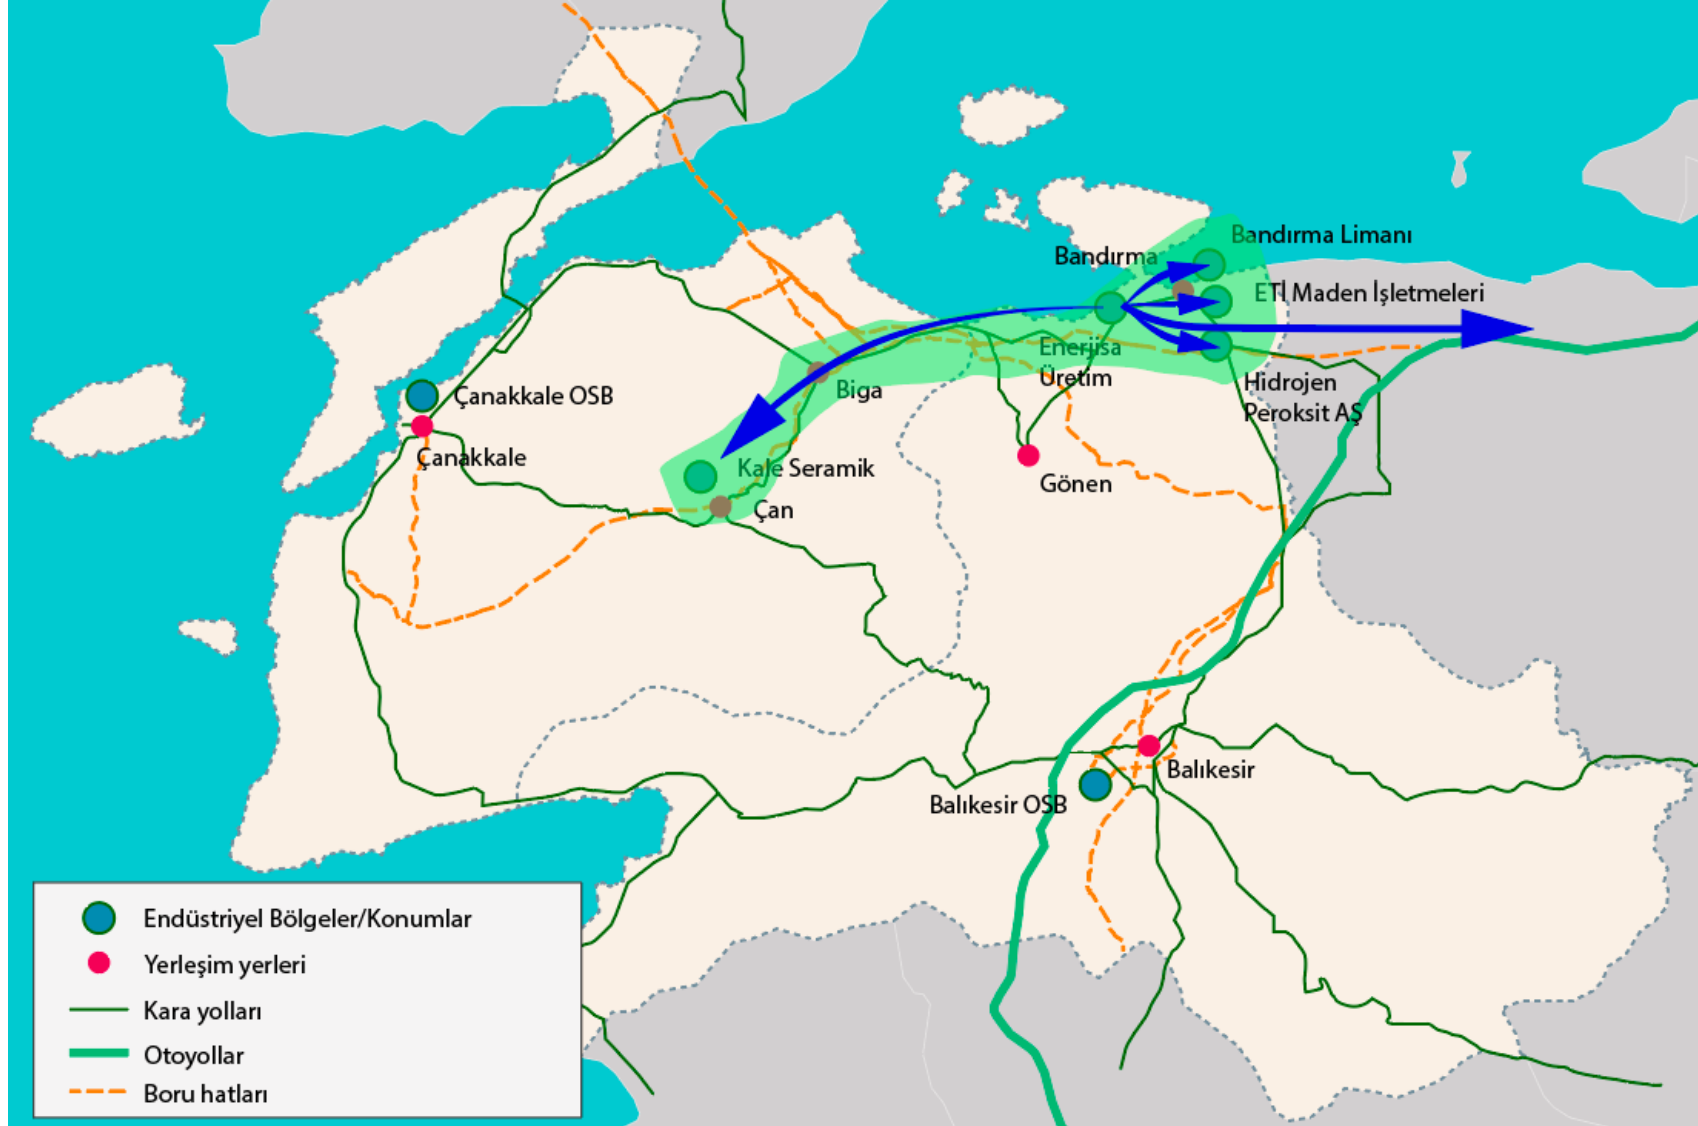 Bandırma Limanı
Bandırma
ETİ Maden İşletmeleri
Enerjisa
Üretim
Biga
Hidrojen
Peroksit AŞ
Çanakkale OSB
Çanakkale
Kale Seramik
Gönen
Çan
Balıkesir
Balıkesir OSB
Endüstriyel Bölgeler/Konumlar
Yerleşim yerleri
Kara yolları
Otoyollar
Boru hatları